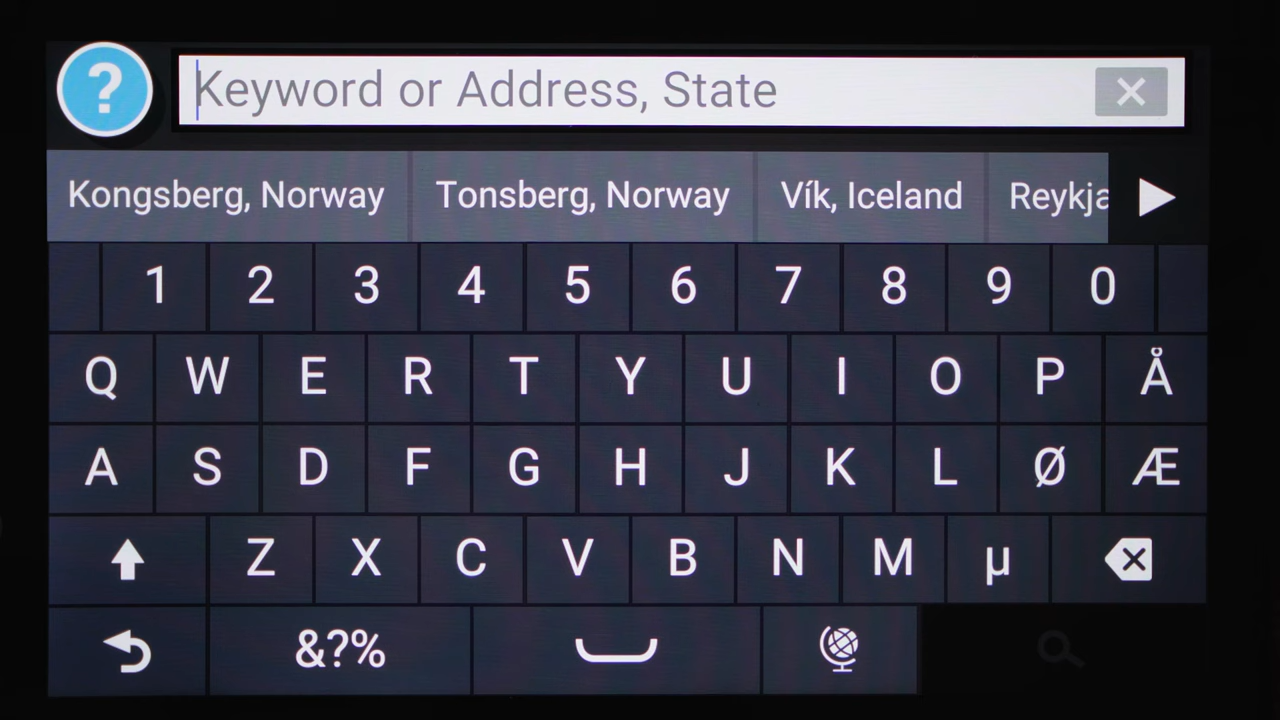 ? Keyword or Address, State
Kongsberg, Norway Tonsberg, Norway Vík, Iceland Reykja
1 2 3 4 5 6 7 8 9 0
Q W E R T Y U I O P Å
A S D F G H J K L Ø Æ
Z X C V B N M µ
&?%